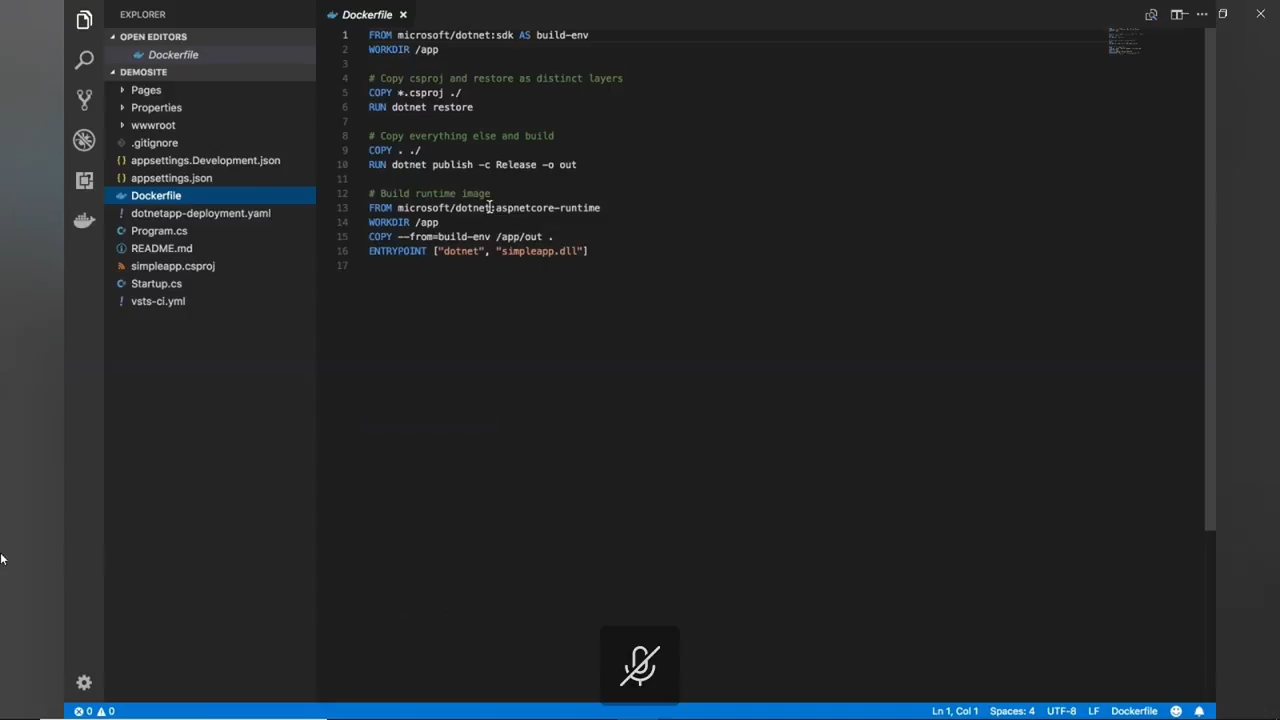 EXPLORER
OPEN EDITORS
Dockerfile
DEMOSITE
Pages
Properties
wwwroot
.gitignore
{} appsettings.Development.json
{} appsettings.json
Dockerfile
! dotnetapp-deployment.yaml
C# Program.cs
README.md
simpleapp.csproj
C# Startup.cs
! vsts-ci.yml
Dockerfile ×
1 FROM microsoft/dotnet:sdk AS build-env
2 WORKDIR /app
3
4 # Copy csproj and restore as distinct layers
5 COPY *.csproj ./
6 RUN dotnet restore
7
8 # Copy everything else and build
9 COPY . ./
10 RUN dotnet publish -c Release -o out
11
12 # Build runtime image
13 FROM microsoft/dotnet:aspnetcore-runtime
14 WORKDIR /app
15 COPY --from=build-env /app/out .
16 ENTRYPOINT ["dotnet", "simpleapp.dll"]
17
0 0 Ln 1, Col 1 Spaces: 4 UTF-8 LF Dockerfile